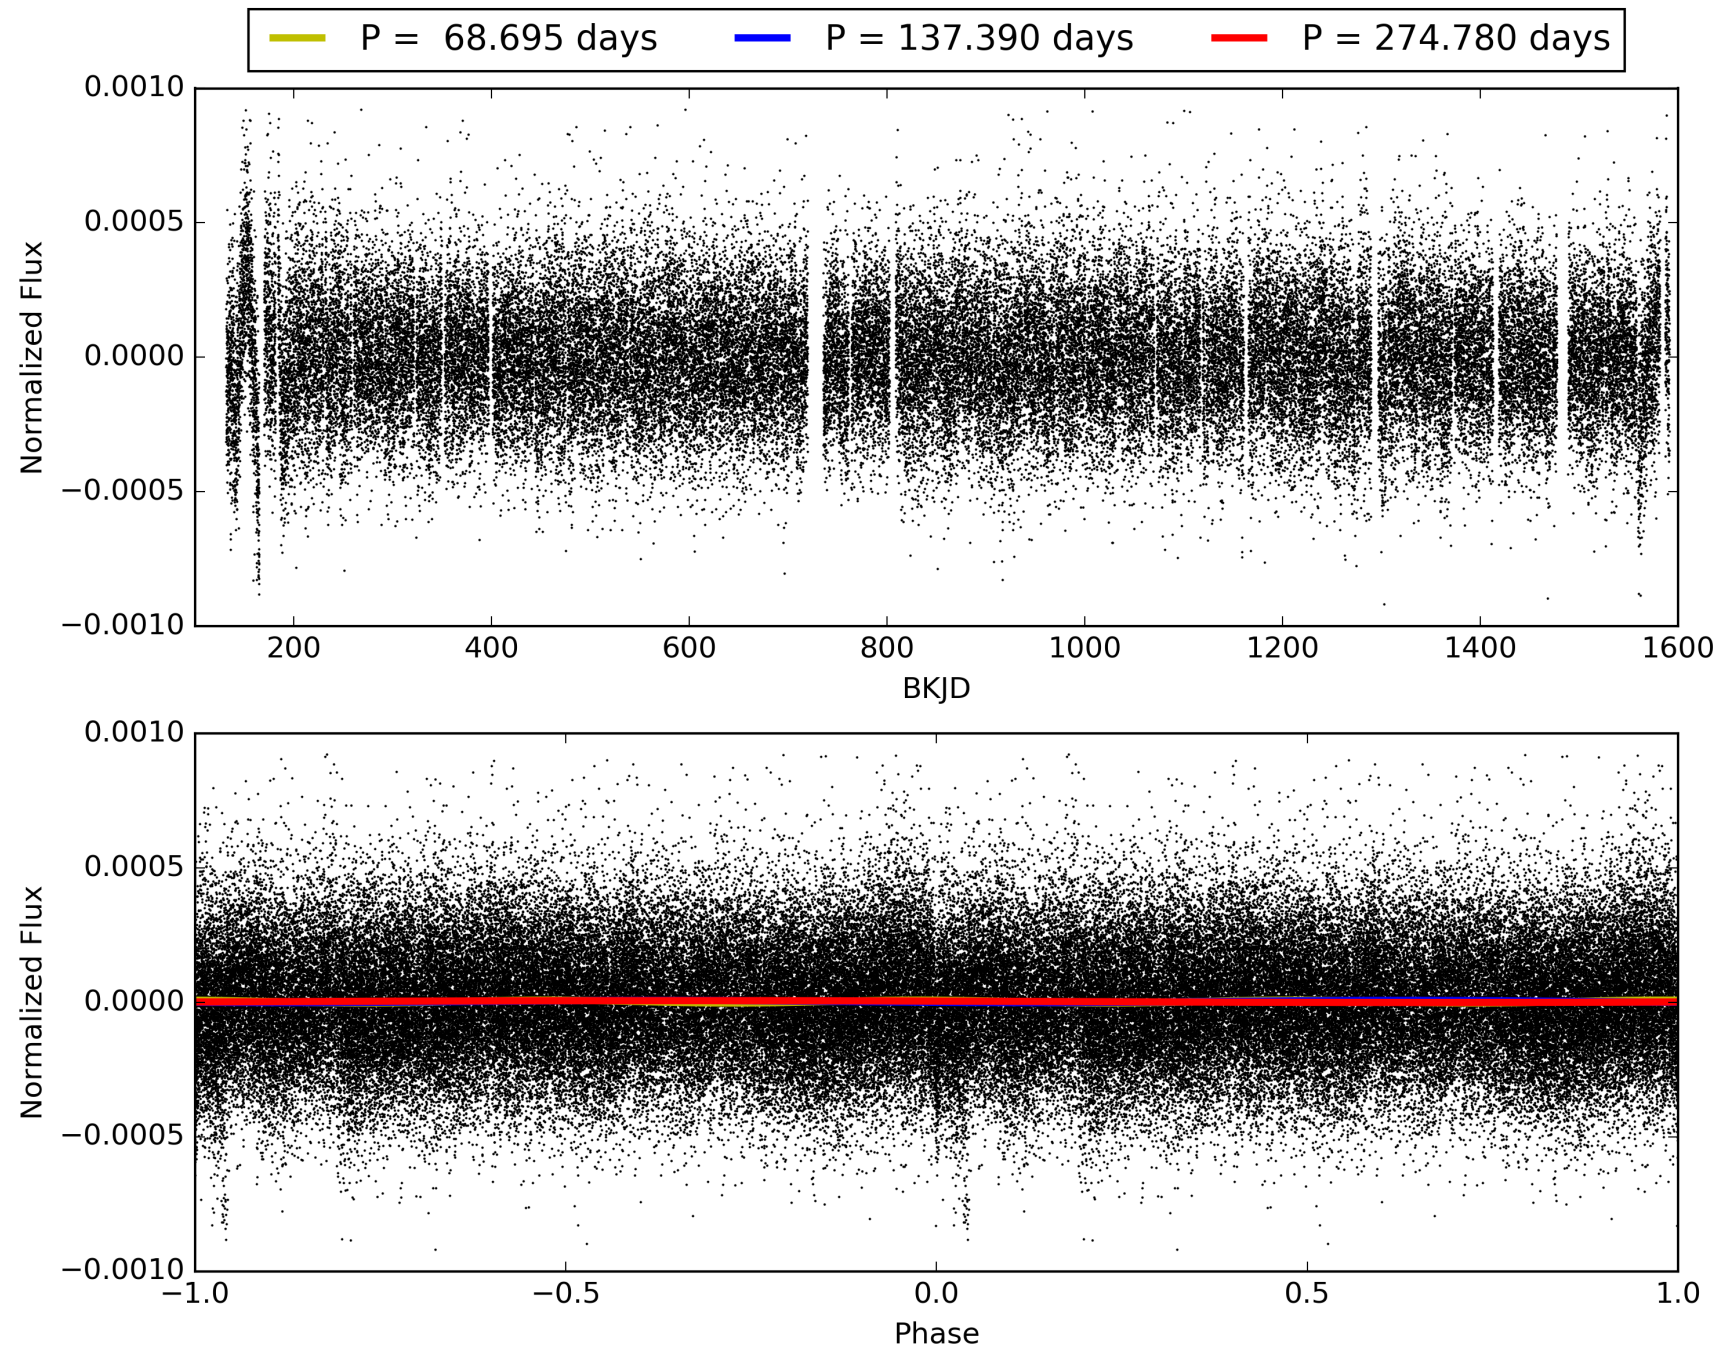 P = 68.695 days P = 137.390 days P = 274.780 days
0.0010
0.0005
0.0000
−0.0005
−0.0010
Normalized Flux
200 400 600 800 1000 1200 1400 1600
BKJD
0.0010
0.0005
0.0000
−0.0005
−0.0010
Normalized Flux
−1.0 −0.5 0.0 0.5 1.0
Phase